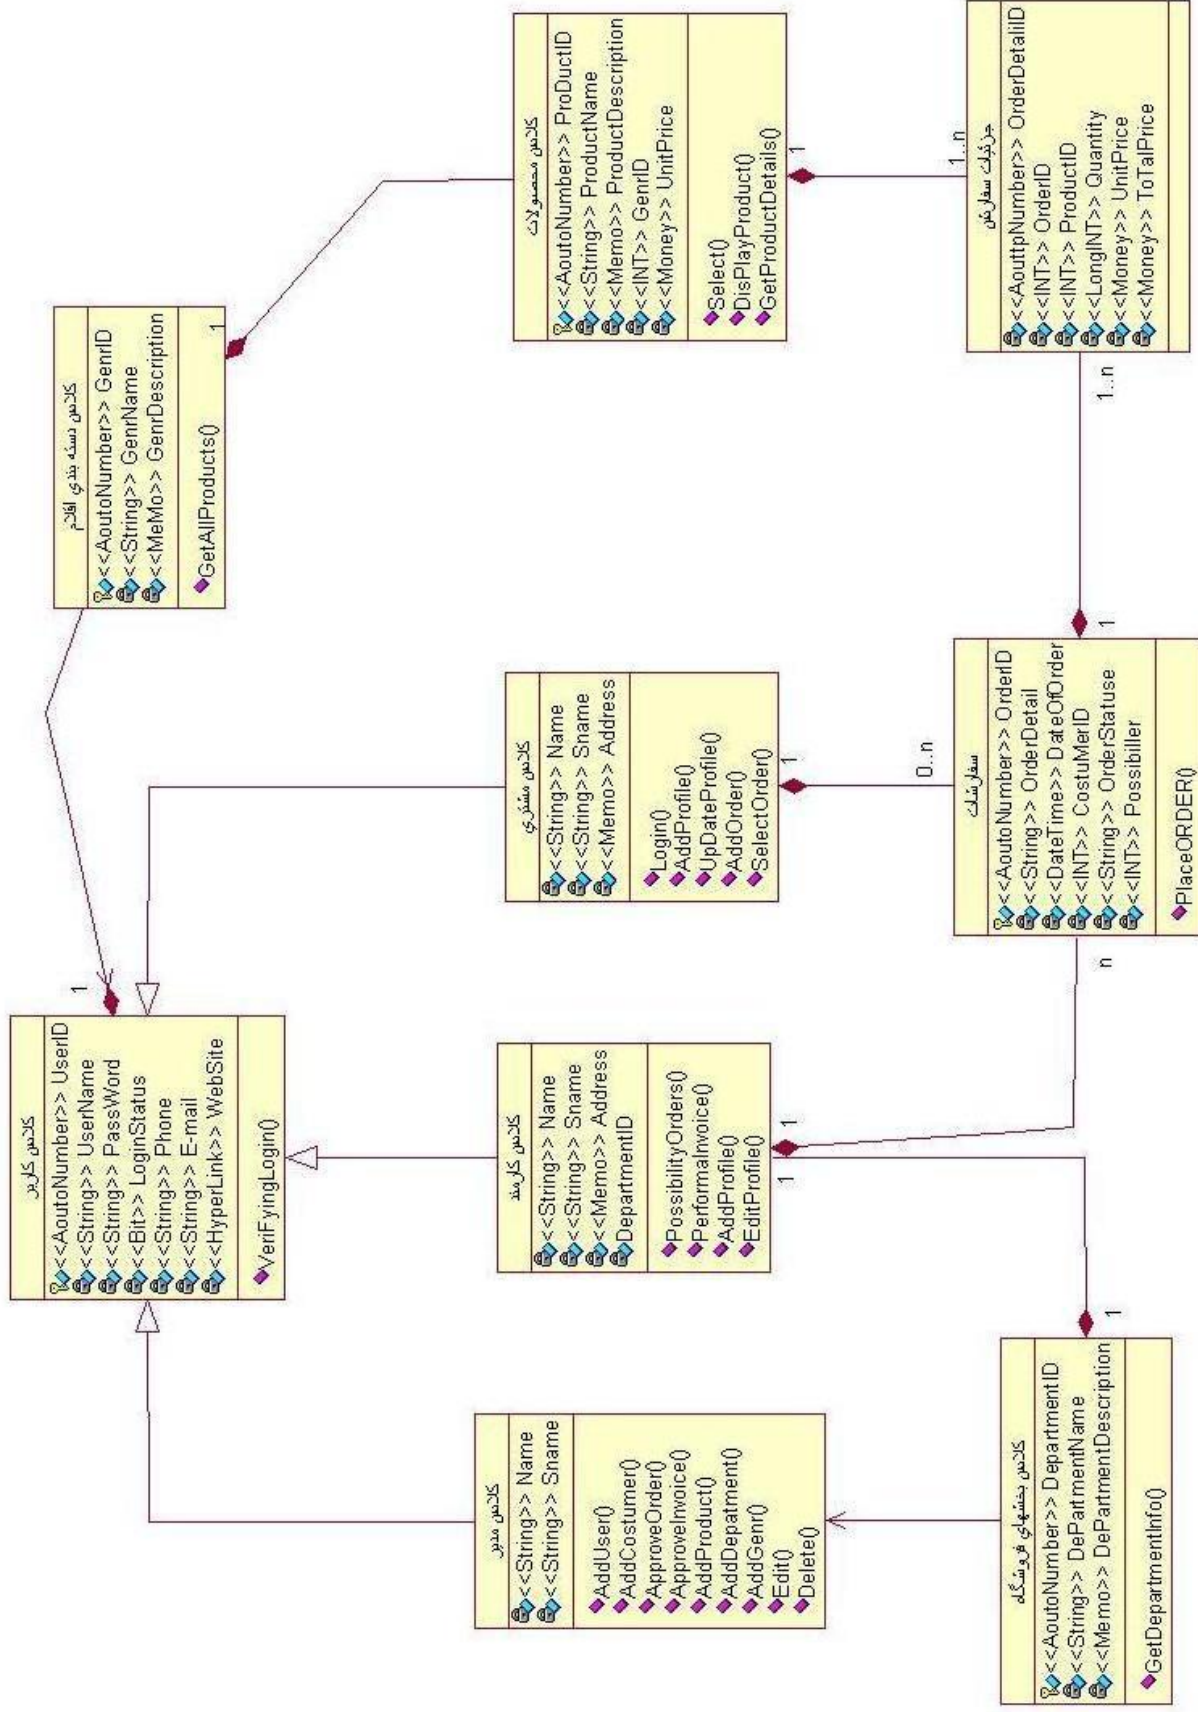 کلاس کاربر
<<AoutoNumber>> UserID
<<String>> UserName
<<String>> PassWord
<<Bit>> LoginStatus
<<String>> Phone
<<String>> E-mail
<<HyperLink>> WebSite
VeriFyingLogin()
1
کلاس دسته بندي اقلام
<<AoutoNumber>> GenrID
<<String>> GenrName
<<MeMo>> GenrDescription
GetAllProducts()
1
کلاس مدير
<<String>> Name
<<String>> Sname
AddUser()
AddCostumer()
ApproveOrder()
ApproveInvoice()
AddProduct()
AddDepatment()
AddGenr()
Edit()
Delete()
کلاس کارمند
<<String>> Name
<<String>> Sname
<<Memo>> Address
DepartmentID
PossibilityOrders()
PerformaInvoice()
AddProfile()
EditProfile()
1
1
کلاس مشتري
<<String>> Name
<<String>> Sname
<<Memo>> Address
Login()
AddProfile()
UpDateProfile()
AddOrder()
SelectOrder()
1
0..n
کلاس محصولات
<<AoutoNumber>> ProDuctID
<<String>> ProductName
<<Memo>> ProductDescription
<<INT>> GenrID
<<Money>> UnitPrice
Select()
DisPlayProduct()
GetProductDetails()
1
1..n
کلاس بخشهاي فروشگاه
<<AoutoNumber>> DepartmentID
<<String>> DePartmentName
<<Memo>> DePartmentDescription
GetDepartmentInfo()
1
سفارشات
<<AoutoNumber>> OrderID
<<String>> OrderDetail
<<DateTime>> DateOfOrder
<<INT>> CostuMerID
<<String>> OrderStatuse
<<INT>> Possibiller
PlaceORDER()
n
1
جزئيات سفارش
<<AouttpNumber>> OrderDetaliID
<<INT>> OrderID
<<INT>> ProductID
<<LongINT>> Quantity
<<Money>> UnitPrice
<<Money>> ToTalPrice
1..n